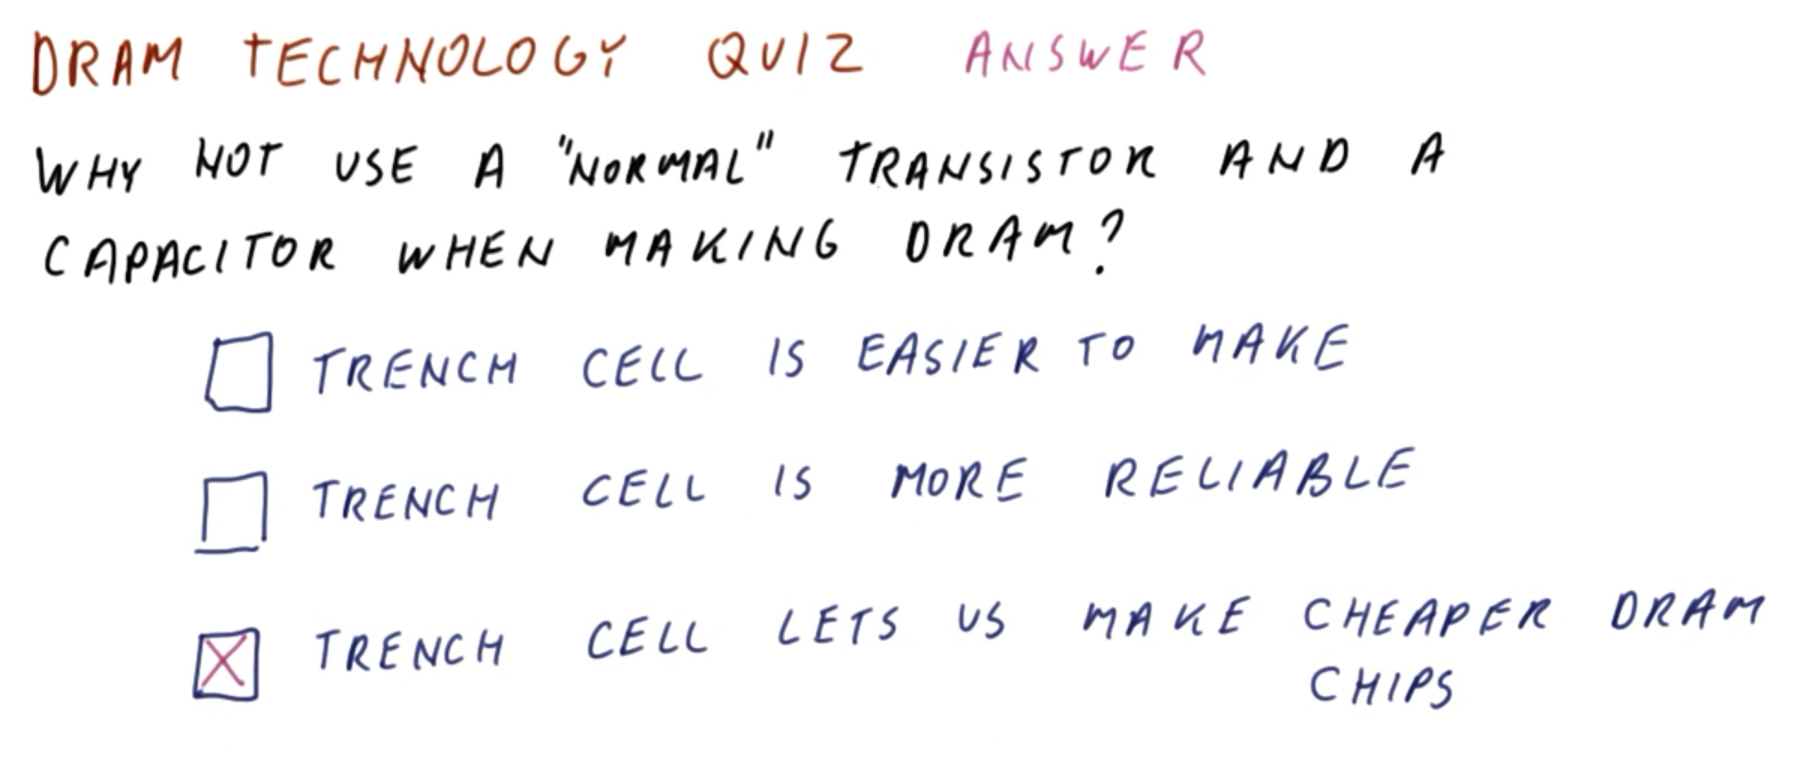 DRAM TECHNOLOGY QUIZ ANSWER
WHY NOT USE A "NORMAL" TRANSISTOR AND A
CAPACITOR WHEN MAKING DRAM?
TRENCH CELL IS EASIER TO MAKE
TRENCH CELL IS MORE RELIABLE
TRENCH CELL LETS US MAKE CHEAPER DRAM
CHIPS